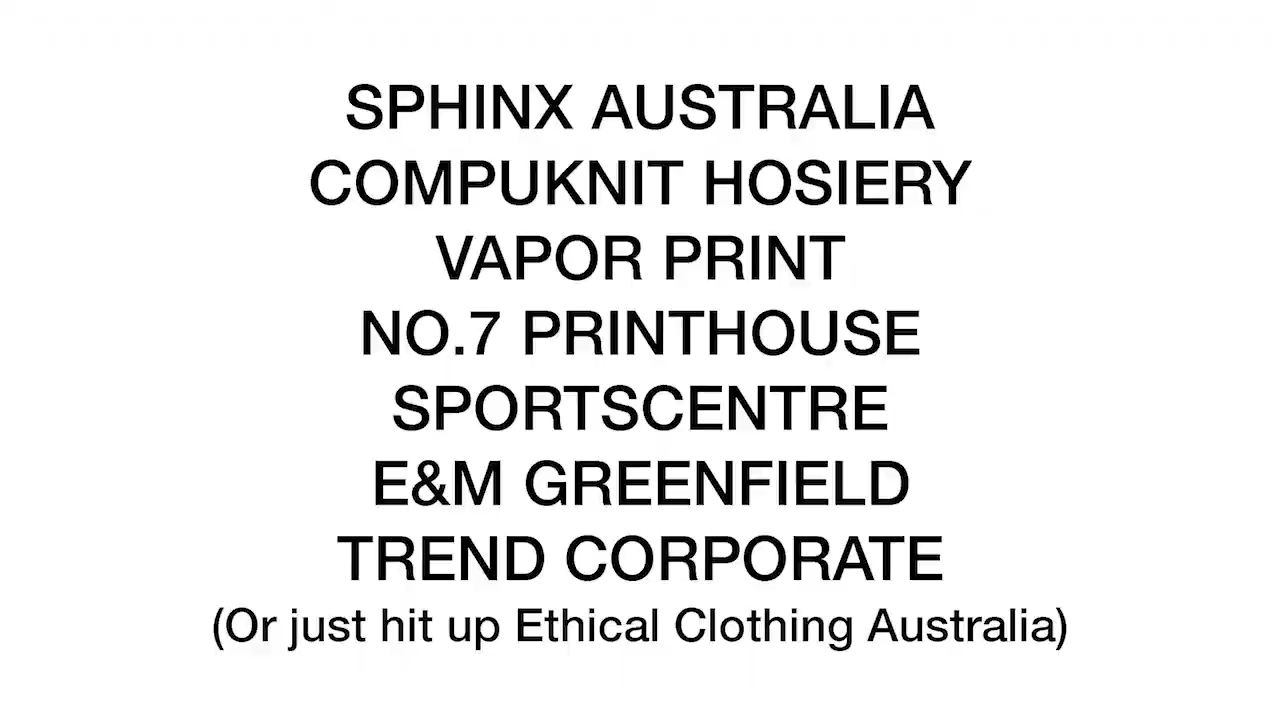 SPHINX AUSTRALIA
COMPUKNIT HOSIERY
VAPOR PRINT
NO.7 PRINTHOUSE
SPORTSCENTRE
E&M GREENFIELD
TREND CORPORATE
(Or just hit up Ethical Clothing Australia)